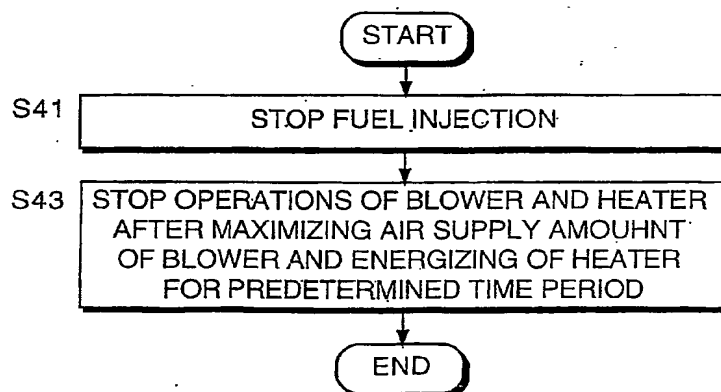 START
S41
STOP FUEL INJECTION
S43
STOP OPERATIONS OF BLOWER AND HEATER
AFTER MAXIMIZING AIR SUPPLY AMOUHNT
OF BLOWER AND ENERGIZING OF HEATER
FOR PREDETERMINED TIME PERIOD
END